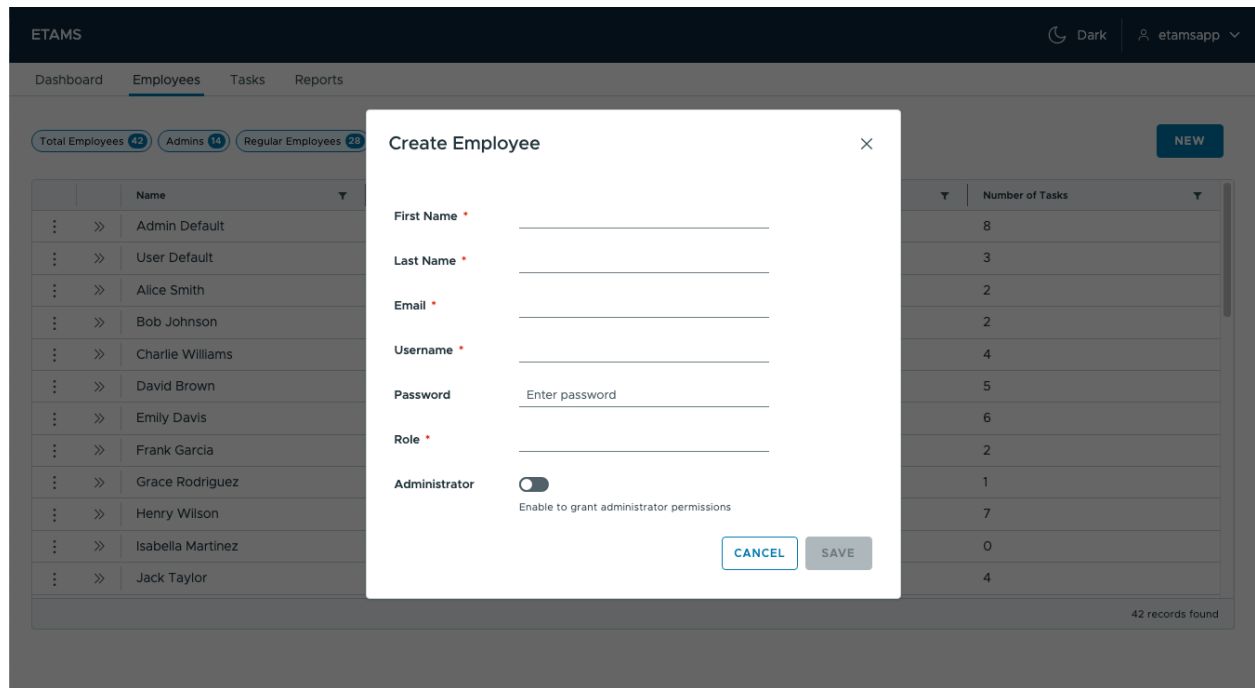 ETAMS
Dark
etamsapp
Dashboard Employees Tasks Reports
Total Employees 42 Admins 14 Regular Employees 28
NEW
Name Number of Tasks
Admin Default 8
User Default 3
Alice Smith 2
Bob Johnson 2
Charlie Williams 4
David Brown 5
Emily Davis 6
Frank Garcia 2
Grace Rodriguez 1
Henry Wilson 7
Isabella Martinez 0
Jack Taylor 4
42 records found
Create Employee
First Name *
Last Name *
Email *
Username *
Password Enter password
Role *
Administrator
Enable to grant administrator permissions
CANCEL SAVE